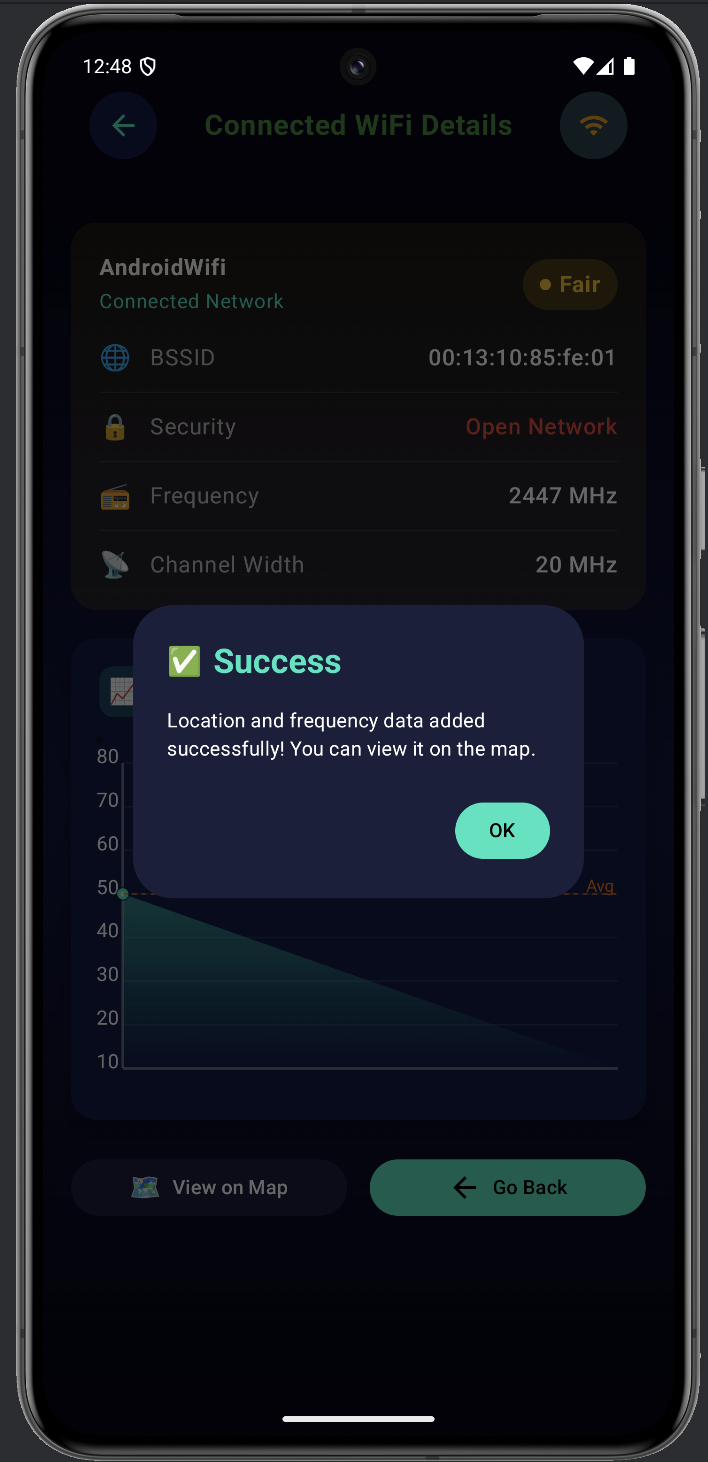 12:48
Connected WiFi Details
AndroidWifi
Connected Network
Fair
BSSID 00:13:10:85:fe:01
Security Open Network
Frequency 2447 MHz
Channel Width 20 MHz
✅ Success
Location and frequency data added
successfully! You can view it on the map.
OK
80
70
60
50
Avg
40
30
20
10
View on Map
Go Back